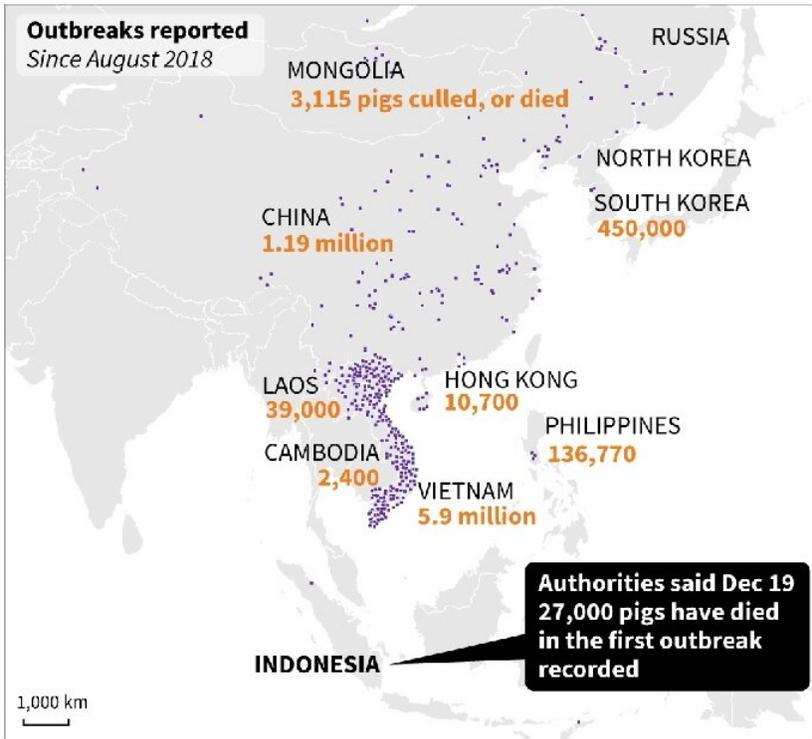 Outbreaks reported
Since August 2018
RUSSIA
MONGOLIA
3,115 pigs culled, or died
NORTH KOREA
SOUTH KOREA
450,000
CHINA
1.19 million
LAOS
39,000
HONG KONG
10,700
PHILIPPINES
136,770
CAMBODIA
2,400
VIETNAM
5.9 million
Authorities said Dec 19
27,000 pigs have died
in the first outbreak
recorded
INDONESIA
1,000 km